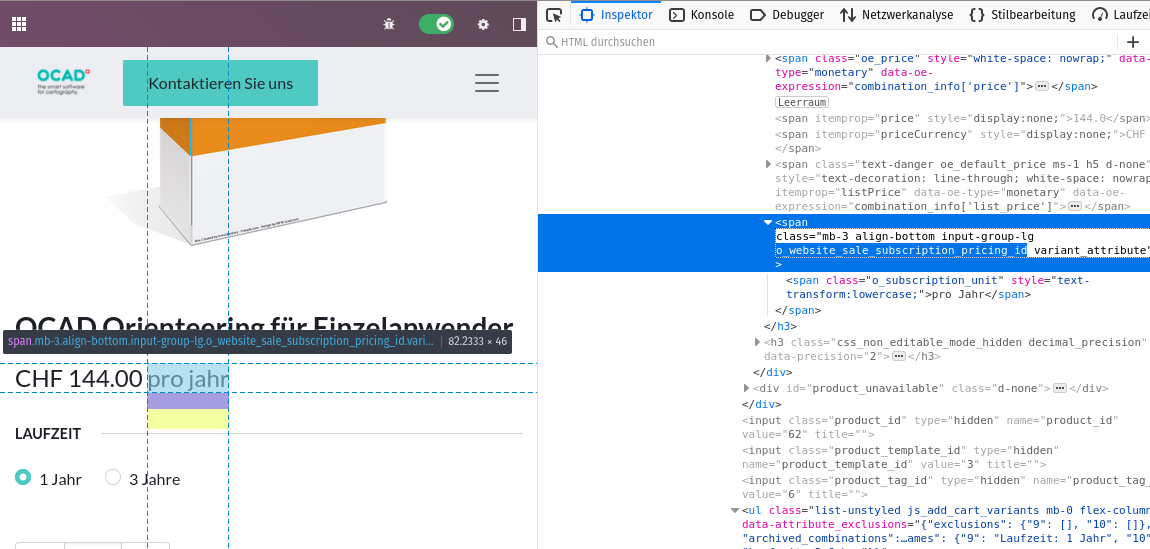 Inspektor
Konsole
Debugger
Netzwerkanalyse
Stilbearbeitung
Laufzei
HTML durchsuchen
OCAD
the smart software
for cartography
Kontaktieren Sie uns
OCAD Orienteering für Einzelanwender
span.mb-3.align-bottom.input-group-lg.o_website_sale_subscription_pricing_id.vari... 82.2333 × 46
CHF 144.00 pro jahr
LAUFZEIT
1 Jahr
3 Jahre
<span class="oe_price" style="white-space: nowrap;" data-
type="monetary" data-oe-
expression="combination_info['price']"> </span>
Leerraum
<span itemprop="price" style="display:none;">144.0</span>
<span itemprop="priceCurrency" style="display:none;">CHF
</span>
<span class="text-danger oe_default_price ms-1 h5 d-none"
style="text-decoration: line-through; white-space: nowrap
itemprop="listPrice" data-oe-type="monetary" data-oe-
expression="combination_info['list_price']"> </span>
<span
class="mb-3 align-bottom input-group-lg
o_website_sale_subscription_pricing_id variant_attribute"
>
<span class="o_subscription_unit" style="text-
transform:lowercase;">pro Jahr</span>
</span>
</h3>
<h3 class="css_non_editable_mode_hidden decimal_precision"
data-precision="2"> </h3>
</div>
<div id="product_unavailable" class="d-none"> </div>
</div>
<input class="product_id" type="hidden" name="product_id"
value="62" title="">
<input class="product_template_id" type="hidden"
name="product_template_id" value="3" title="">
<input class="product_tag_id" type="hidden" name="product_tag_
value="6" title="">
<ul class="list-unstyled js_add_cart_variants mb-0 flex-column
data-attribute_exclusions="{"exclusions": {"9": [], "10": []},
"archived_combinations":…ames": {"9": "Laufzeit: 1 Jahr", "10"